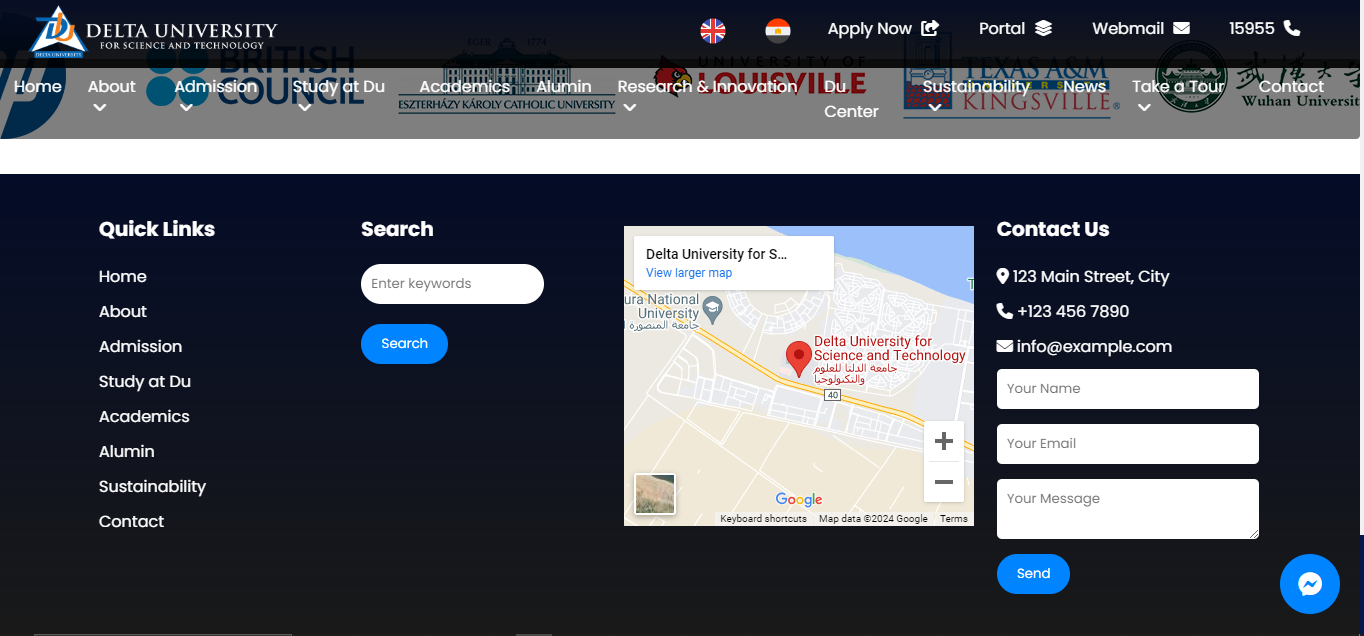 DELTA UNIVERSITY
FOR SCIENCE AND TECHNOLOGY
DELTA UNIVERSITY
Apply Now
Portal
Webmail
15955
BRITISH
COUNCIL
EGER 1774
ESZTERHÁZY KÁROLY CATHOLIC UNIVERSITY
UNIVERSITY OF
LOUISVILLE
TEXAS A&M
KINGSVILLE®
Wuhan Universit
Home
About
Admission
Study at Du
Academics
Alumin
Research & Innovation
Du
Center
Sustainability
News
Take a Tour
Contact
Quick Links
Home
About
Admission
Study at Du
Academics
Alumin
Sustainability
Contact
Search
Enter keywords
Search
Delta University for S...
View larger map
ura National
University
جامعة المنصورة
Delta University for
Science and Technology
جامعة الدلتا للعلوم
والتكنولوجيا
40
Google
Keyboard shortcuts
Map data ©2024 Google
Terms
Contact Us
123 Main Street, City
+123 456 7890
info@example.com
Your Name
Your Email
Your Message
Send